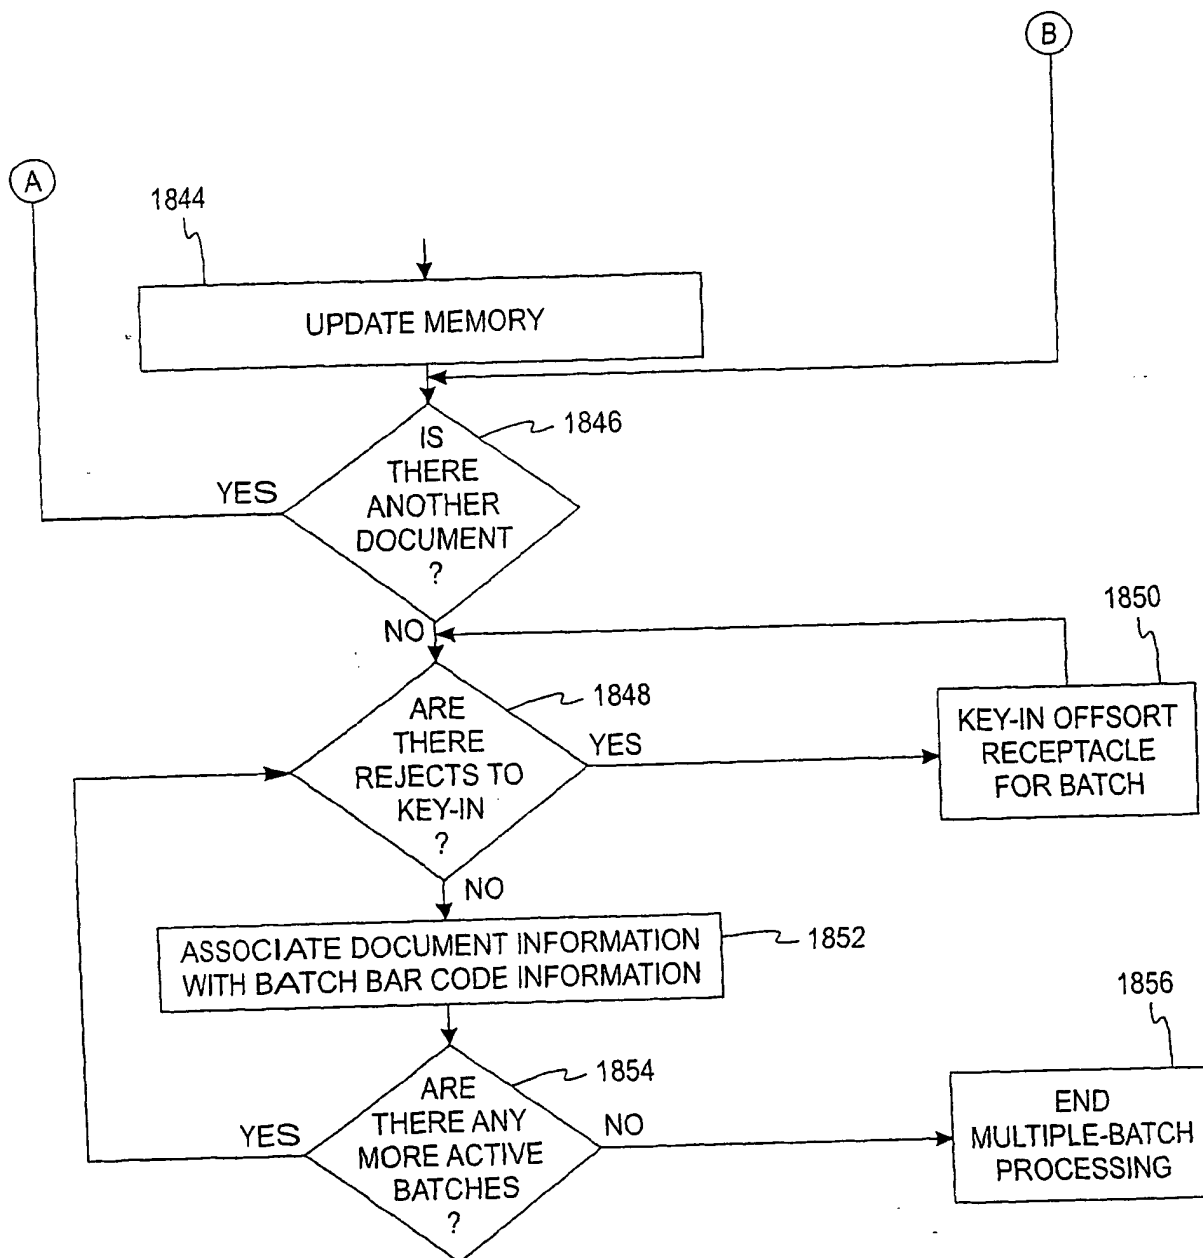 B
A
1844
UPDATE MEMORY
1846
IS
THERE
ANOTHER
DOCUMENT
?
YES
NO
1850
1848
ARE
THERE
REJECTS TO
KEY-IN
?
YES
KEY-IN OFFSORT
RECEPTACLE
FOR BATCH
NO
ASSOCIATE DOCUMENT INFORMATION
WITH BATCH BAR CODE INFORMATION
1852
1856
1854
ARE
THERE ANY
MORE ACTIVE
BATCHES
?
YES
NO
END
MULTIPLE-BATCH
PROCESSING